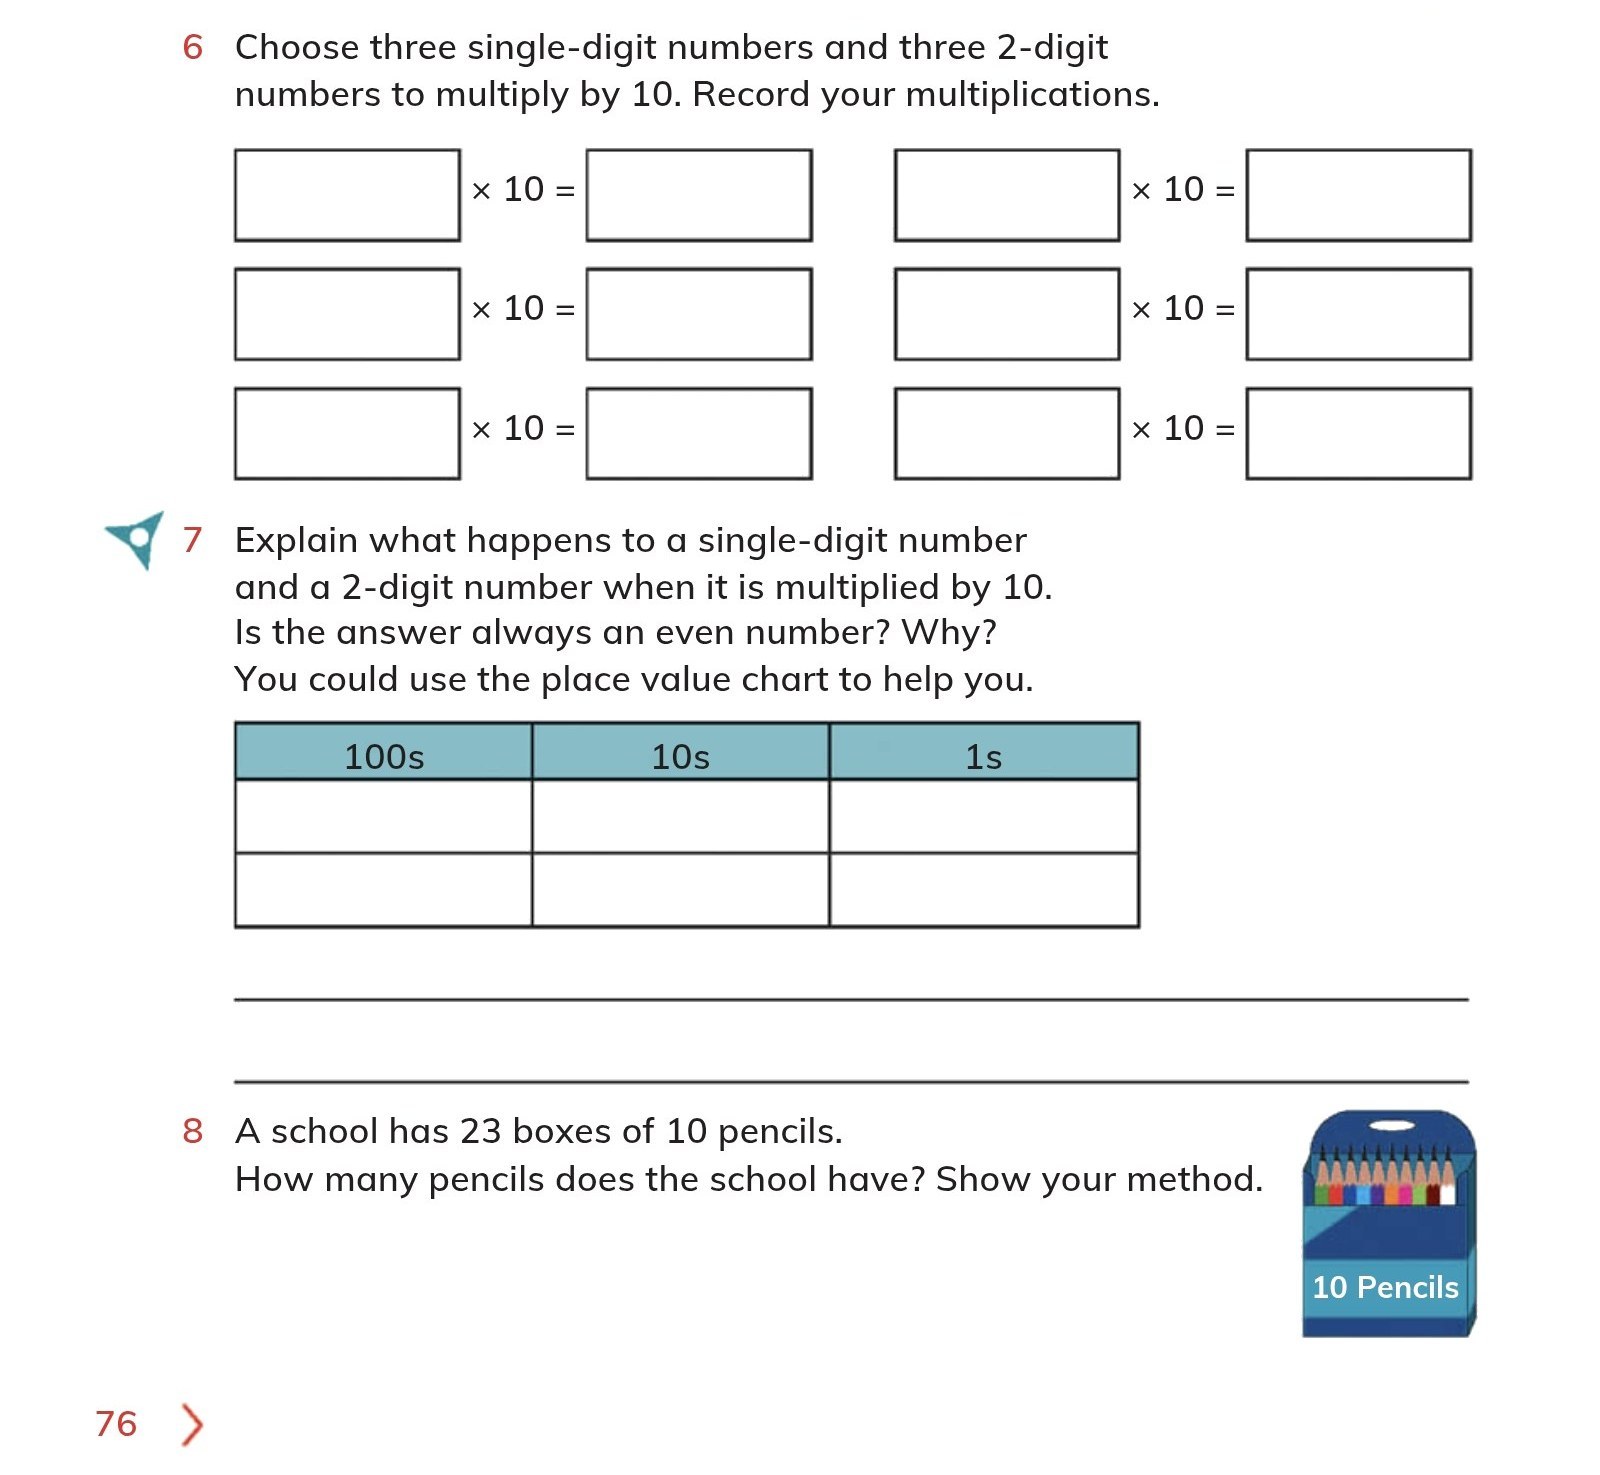 6 Choose three single-digit numbers and three 2-digit
numbers to multiply by 10. Record your multiplications.
× 10 = × 10 =
× 10 = × 10 =
× 10 = × 10 =
7 Explain what happens to a single-digit number
and a 2-digit number when it is multiplied by 10.
Is the answer always an even number? Why?
You could use the place value chart to help you.
100s 10s 1s
8 A school has 23 boxes of 10 pencils.
How many pencils does the school have? Show your method.
10 Pencils
76